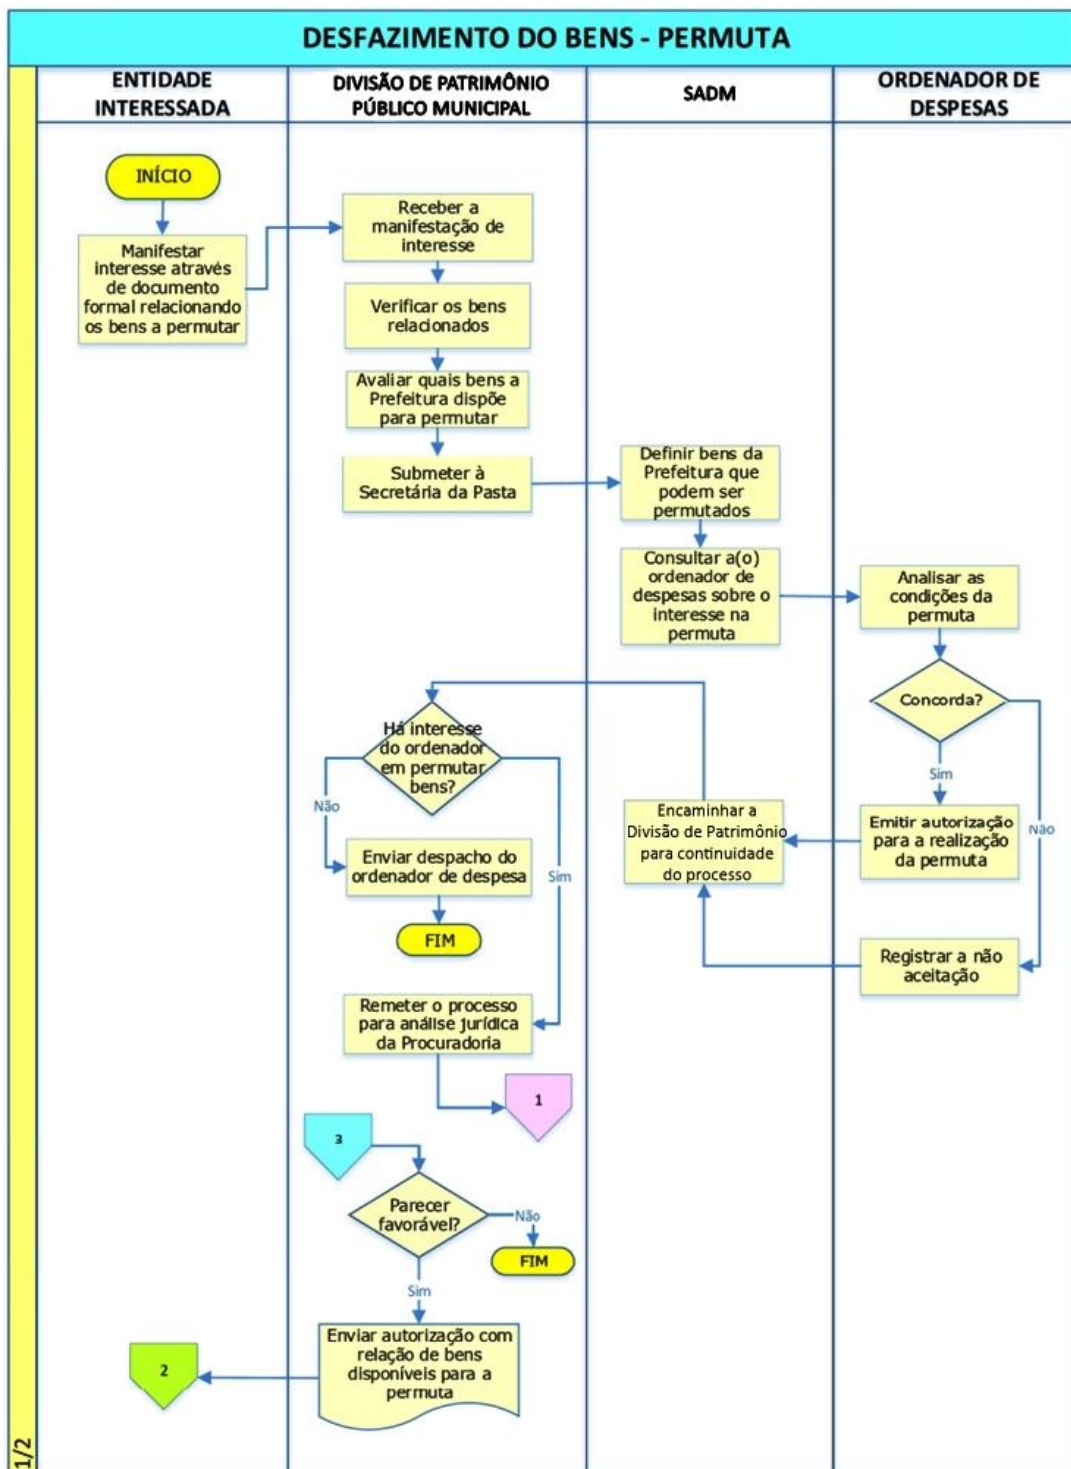 DESFAZIMENTO DO BENS - PERMUTA
ENTIDADE
INTERESSADA
DIVISÃO DE PATRIMÔNIO
PÚBLICO MUNICIPAL
SADM
ORDENADOR DE
DESPESAS
INÍCIO
Manifestar
interesse através
de documento
formal relacionando
os bens a permutar
Receber a
manifestação de
interesse
Verificar os bens
relacionados
Avaliar quais bens a
Prefeitura dispõe
para permutar
Submeter à
Secretária da Pasta
Definir bens da
Prefeitura que
podem ser
permutados
Consultar a(o)
ordenador de
despesas sobre o
interesse na
permuta
Analisar as
condições da
permuta
Concorda?
Sim
Não
Emitir autorização
para a realização
da permuta
Registrar a não
aceitação
Encaminhar a
Divisão de Patrimônio
para continuidade
do processo
Há interesse
do ordenador
em permutar
bens?
Não
Sim
Enviar despacho do
ordenador de despesa
FIM
Remeter o processo
para análise jurídica
da Procuradoria
1
3
Parecer
favorável?
Não
FIM
Sim
Enviar autorização com
relação de bens
disponíveis para a
permuta
2
1/2